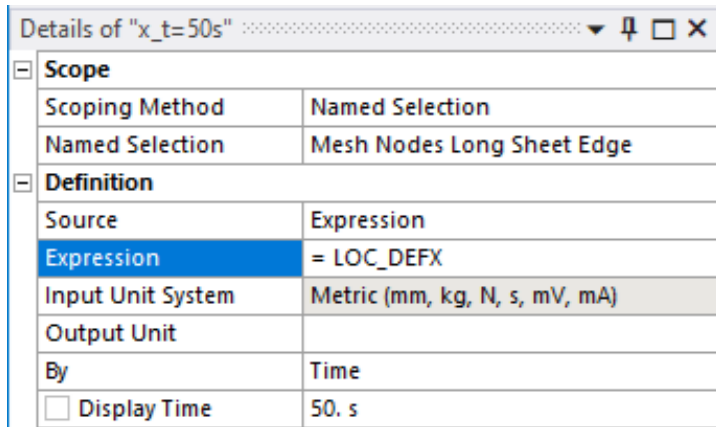 Details of "x_t=50s"
Scope
Scoping Method Named Selection
Named Selection Mesh Nodes Long Sheet Edge
Definition
Source Expression
Expression = LOC_DEFX
Input Unit System Metric (mm, kg, N, s, mV, mA)
Output Unit
By Time
Display Time 50. s